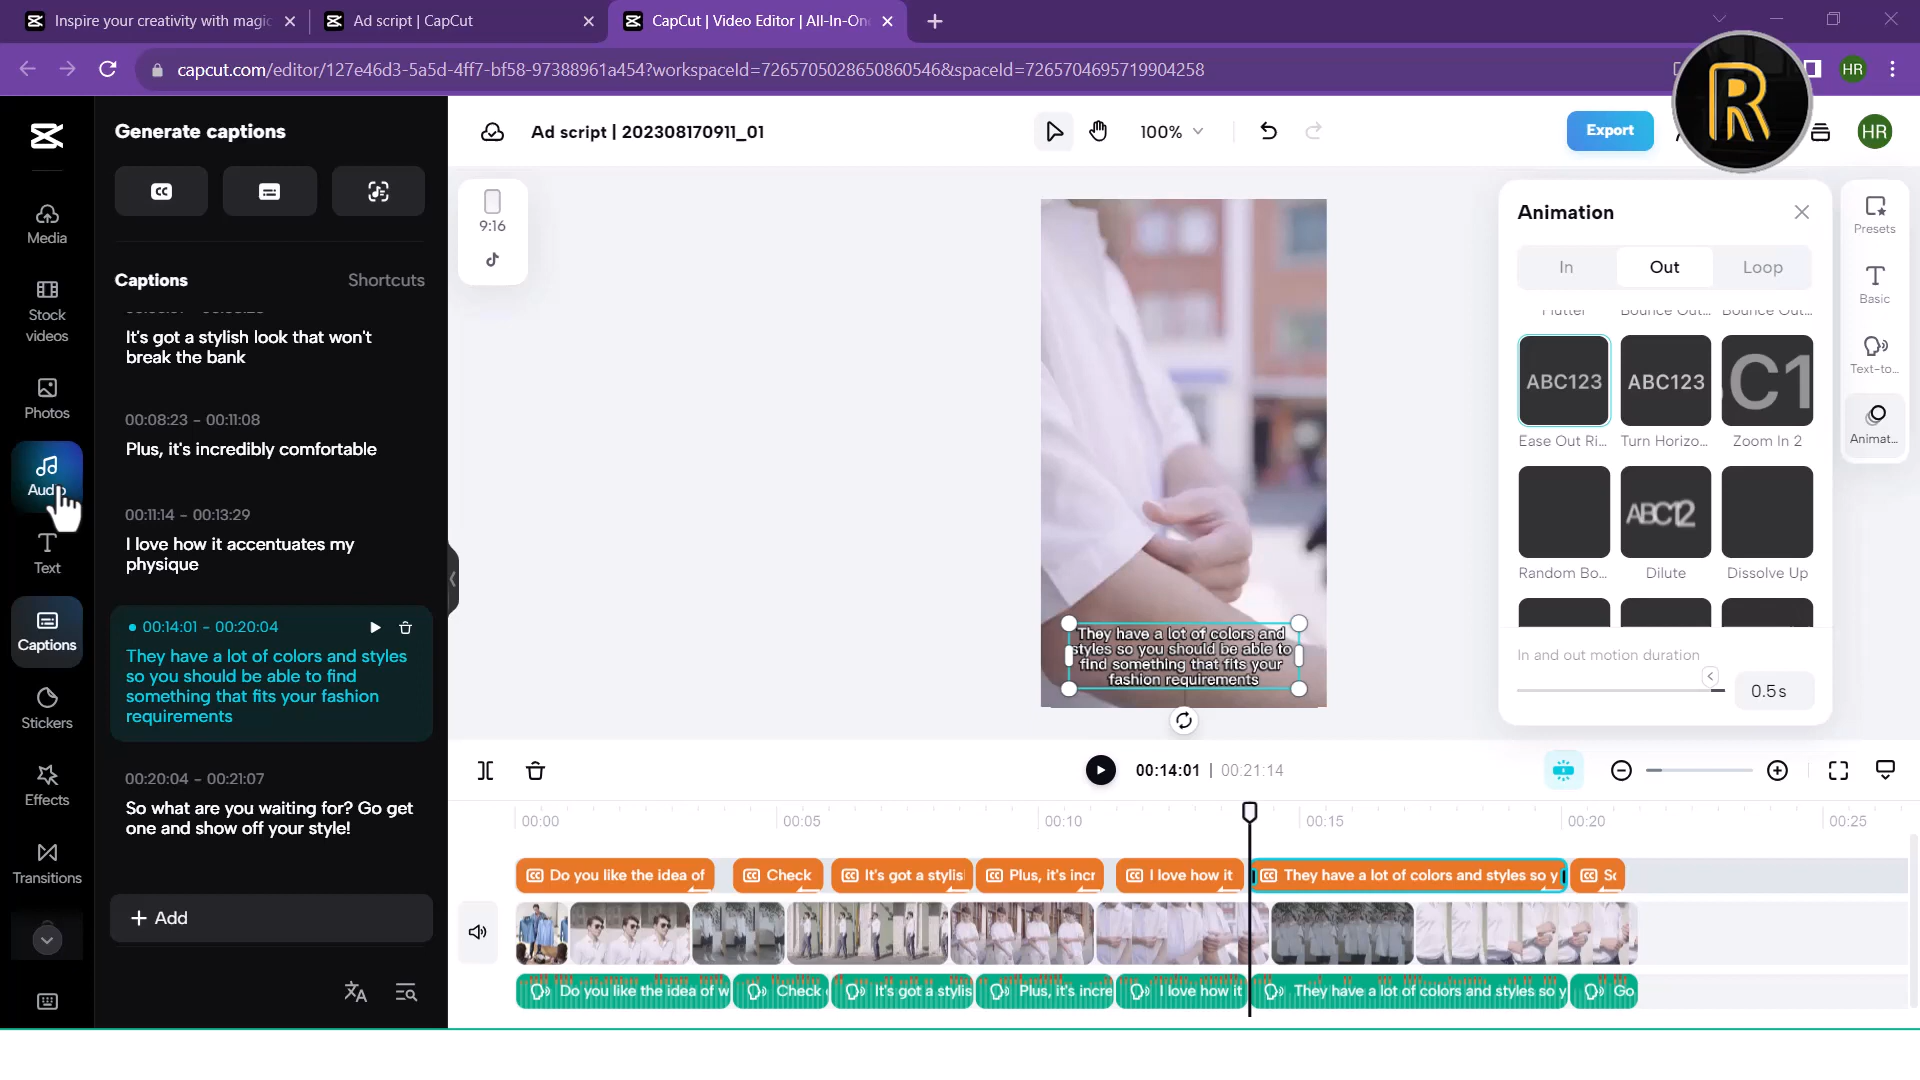 Inspire your creativity with magic
Ad script | CapCut
CapCut | Video Editor | All-In-On
capcut.com/editor/127e46d3-5a5d-4ff7-bf58-97388961a454?workspaceId=7265705028650860546&spaceId=7265704695719904258
HR
R
Generate captions
Ad script | 202308170911_01
100%
Export
HR
Media
Stock
videos
Photos
Audio
Text
Captions
Stickers
Effects
Transitions
Captions
Shortcuts
It's got a stylish look that won't
break the bank
00:08:23 – 00:11:08
Plus, it's incredibly comfortable
00:11:14 – 00:13:29
I love how it accentuates my
physique
00:14:01 – 00:20:04
They have a lot of colors and styles
so you should be able to find
something that fits your fashion
requirements
00:20:04 – 00:21:07
So what are you waiting for? Go get
one and show off your style!
+ Add
9:16
They have a lot of colors and
styles so you should be able to
find something that fits your
fashion requirements
Animation
In
Out
Loop
Flutter
Bounce Out...
Bounce Out...
ABC123
ABC123
C1
Ease Out Ri...
Turn Horizo...
Zoom In 2
ABC12
Random Bo...
Dilute
Dissolve Up
In and out motion duration
0.5s
Presets
Basic
Text-to...
Animat...
00:14:01 | 00:21:14
00:00
00:05
00:10
00:15
00:20
00:25
Do you like the idea of
Check
It's got a stylis
Plus, it's incr
I love how it
They have a lot of colors and styles so y
So
Do you like the idea of w
Check
It's got a stylis
Plus, it's incre
I love how it
They have a lot of colors and styles so y
Go